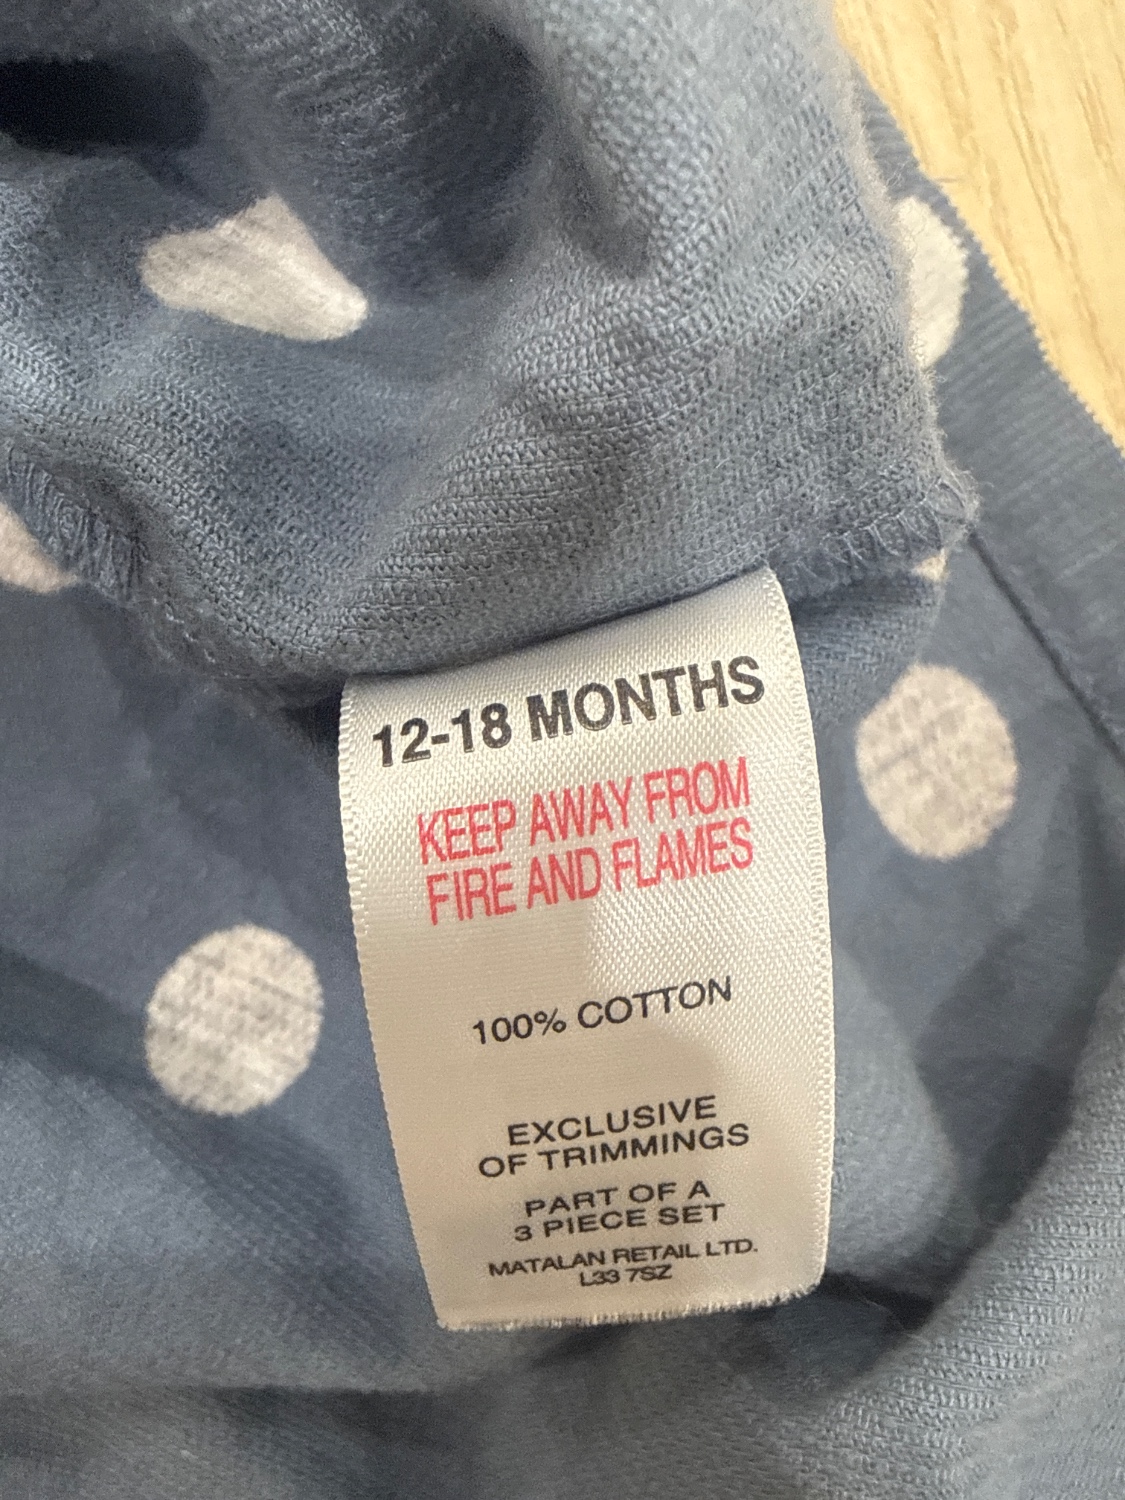 12-18 MONTHS
KEEP AWAY FROM
FIRE AND FLAMES
100% COTTON
EXCLUSIVE
OF TRIMMINGS
PART OF A
3 PIECE SET
MATALAN RETAIL LTD.
L33 7SZ